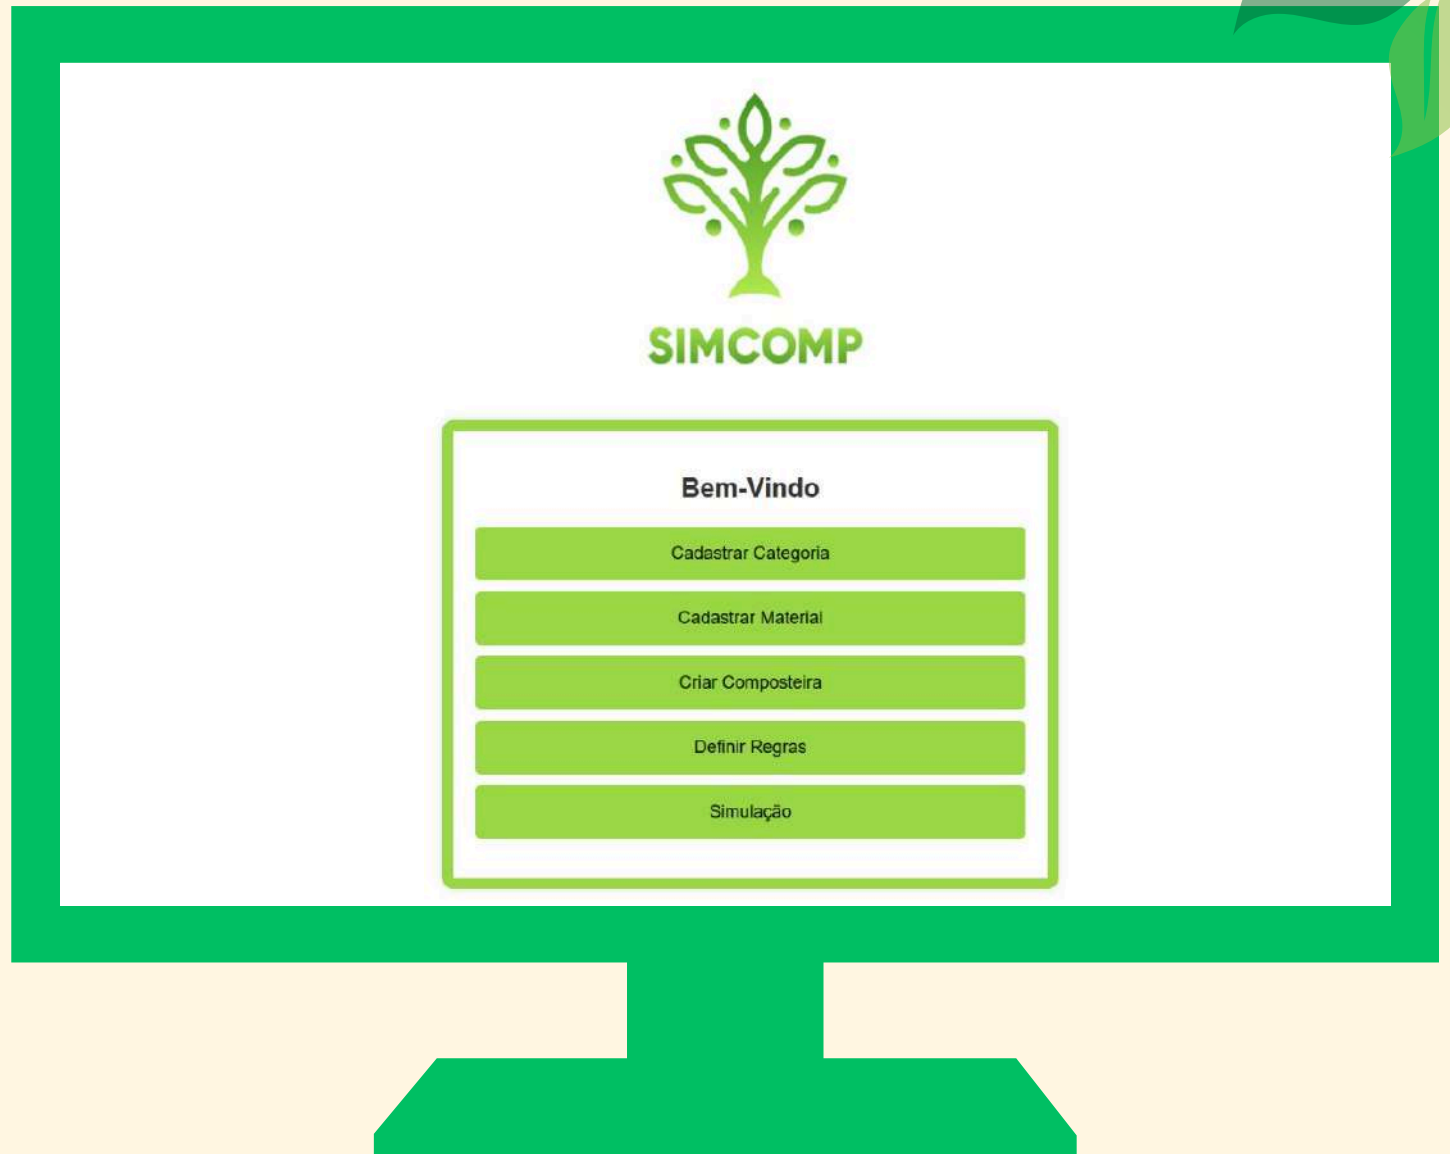 SIMCOMP
Bem-Vindo
Cadastrar Categoria
Cadastrar Material
Criar Composteira
Definir Regras
Simulação